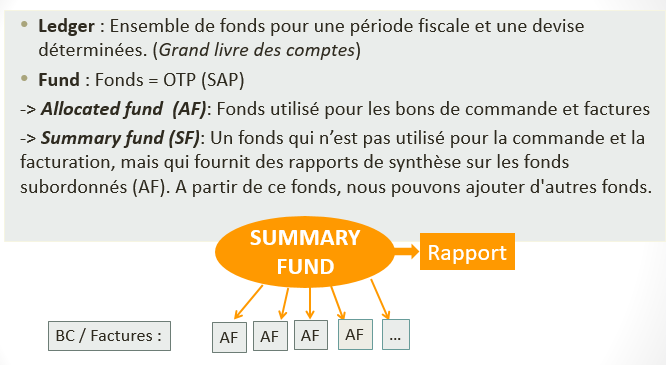 • Ledger : Ensemble de fonds pour une période fiscale et une devise
déterminées. (Grand livre des comptes)
• Fund : Fonds = OTP (SAP)
-> Allocated fund (AF): Fonds utilisé pour les bons de commande et factures
-> Summary fund (SF): Un fonds qui n’est pas utilisé pour la commande et la
facturation, mais qui fournit des rapports de synthèse sur les fonds
subordonnés (AF). A partir de ce fonds, nous pouvons ajouter d'autres fonds.
SUMMARY
FUND
Rapport
BC / Factures :
AF
AF
AF
AF
...